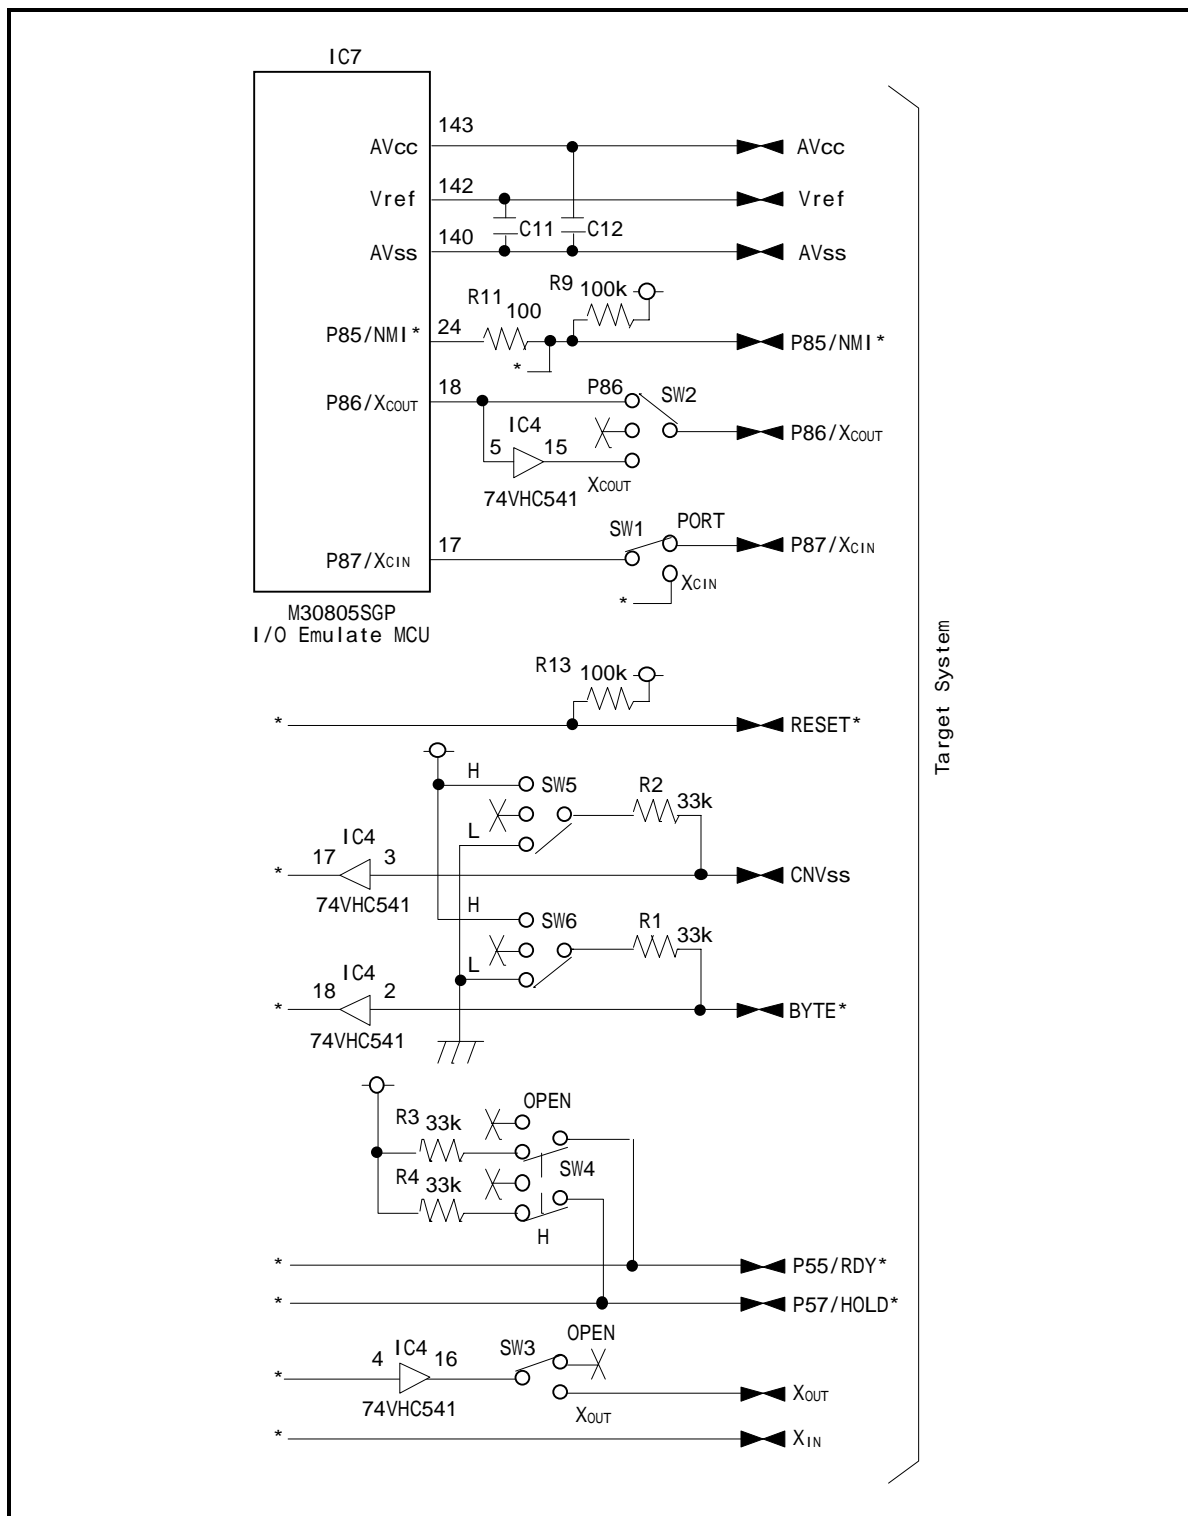 IC7
143
AVcc
AVcc
142
Vref
Vref
C11
C12
140
AVss
AVss
R9
100k
R11
100
24
P85/NMI*
P85/NMI*
*
18
P86
SW2
P86/XCOUT
P86/XCOUT
IC4
5
15
XCOUT
74VHC541
PORT
SW1
17
P87/XCIN
P87/XCIN
XCIN
*
M30805SGP
I/O Emulate MCU
Target System
R13
100k
*
RESET*
H
SW5
R2
33k
L
IC4
17
3
*
CNVss
74VHC541
H
SW6
R1
33k
L
IC4
18
2
*
BYTE*
74VHC541
OPEN
R3
33k
SW4
R4
33k
H
*
P55/RDY*
*
P57/HOLD*
OPEN
IC4
SW3
4
16
*
XOUT
74VHC541
XOUT
*
XIN